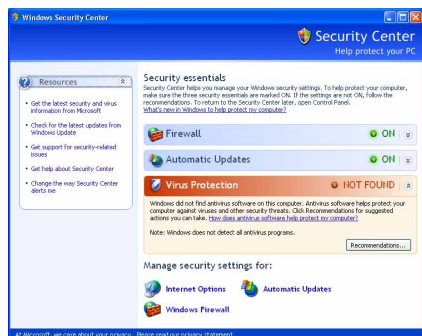 Windows Security Center
Security Center
Help protect your PC
Resources
• Get the latest security and virus
information from Microsoft
• Check for the latest updates from
Windows Update
• Get support for security-related
issues
• Get help about Security Center
• Change the way Security Center
alerts me
Security essentials
Security Center helps you manage your Windows security settings. To help protect your computer,
make sure the three security essentials are marked ON. If the settings are not ON, follow the
recommendations. To return to the Security Center later, open Control Panel.
What's new in Windows to help protect my computer?
Firewall ON
Automatic Updates ON
Virus Protection NOT FOUND
Windows did not find antivirus software on this computer. Antivirus software helps protect your
computer against viruses and other security threats. Click Recommendations for suggested
actions you can take. How does antivirus software help protect my computer?
Note: Windows does not detect all antivirus programs.
Recommendations...
Manage security settings for:
Internet Options
Automatic Updates
Windows Firewall
At Microsoft, we care about your privacy. Please read our privacy statement.